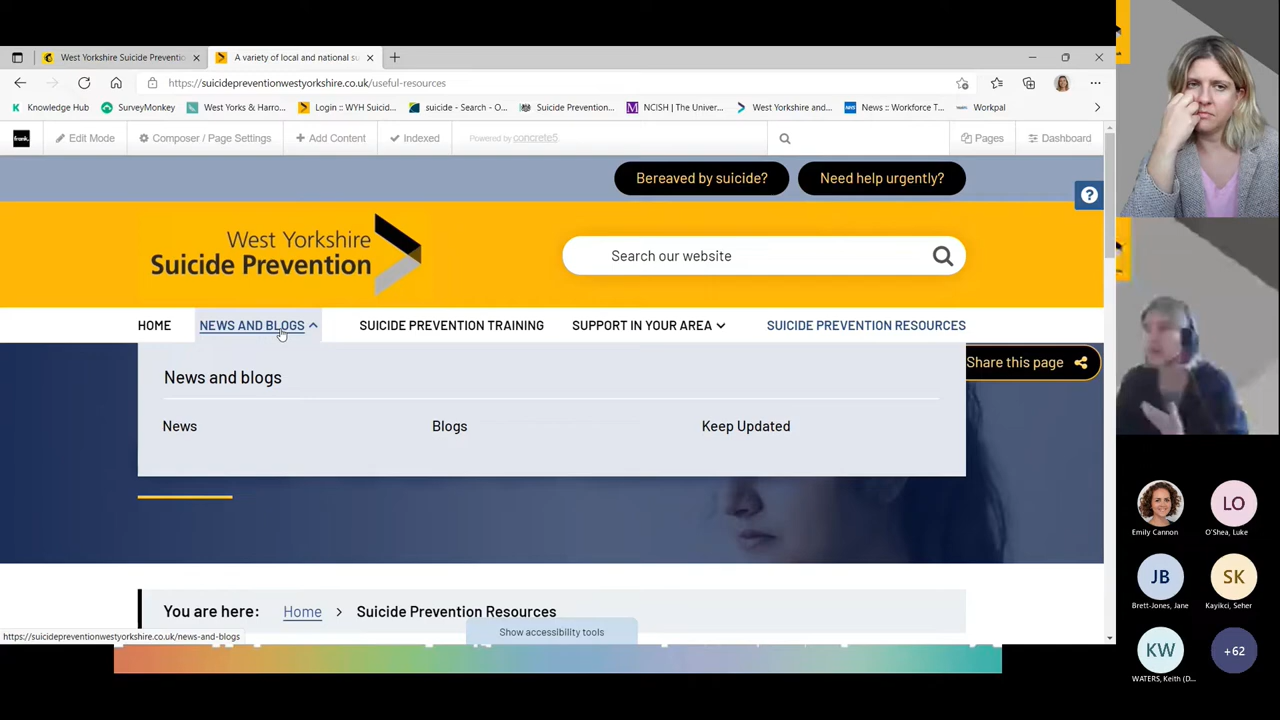 West Yorkshire Suicide Preventio
A variety of local and national su
https://suicidepreventionwestyorkshire.co.uk/useful-resources
Knowledge Hub
SurveyMonkey
West Yorks & Harro...
Login :: WYH Suicid...
suicide - Search - O...
Suicide Prevention...
NCISH | The Univer...
West Yorkshire and...
News :: Workforce T...
Workpal
frank.
Edit Mode
Composer / Page Settings
Add Content
Indexed
Powered by concrete5
Pages
Dashboard
Bereaved by suicide?
Need help urgently?
West Yorkshire
Suicide Prevention
Search our website
HOME
NEWS AND BLOGS
SUICIDE PREVENTION TRAINING
SUPPORT IN YOUR AREA
SUICIDE PREVENTION RESOURCES
Share this page
News and blogs
News
Blogs
Keep Updated
You are here: Home > Suicide Prevention Resources
Show accessibility tools
https://suicidepreventionwestyorkshire.co.uk/news-and-blogs
Emily Cannon
LO
O'Shea, Luke
JB
Brett-Jones, Jane
SK
Kayikci, Seher
KW
WATERS, Keith (D...
+62